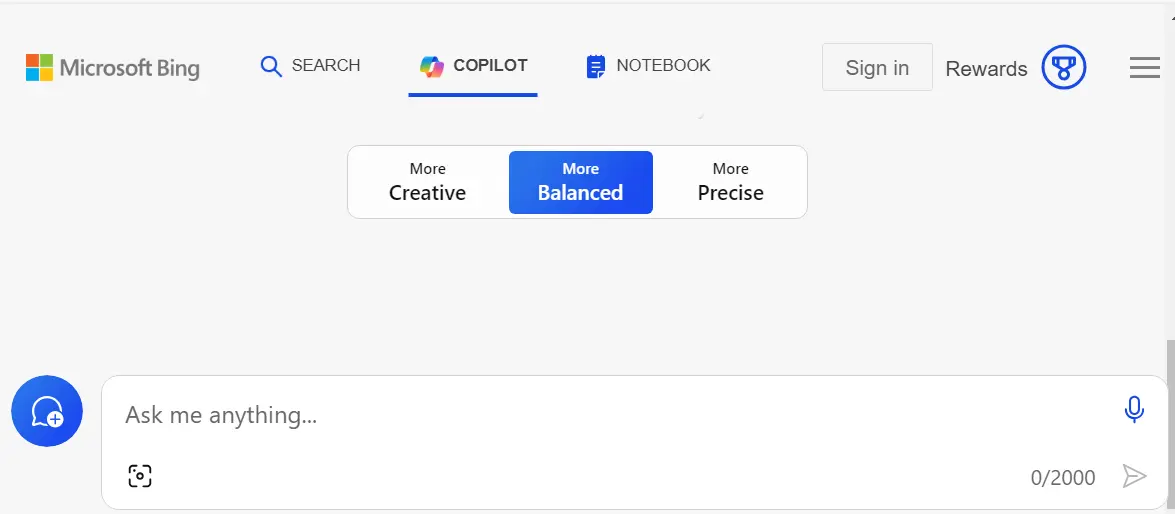 Microsoft Bing SEARCH COPILOT NOTEBOOK Sign in Rewards
More More More
Creative Balanced Precise
Ask me anything...
0/2000